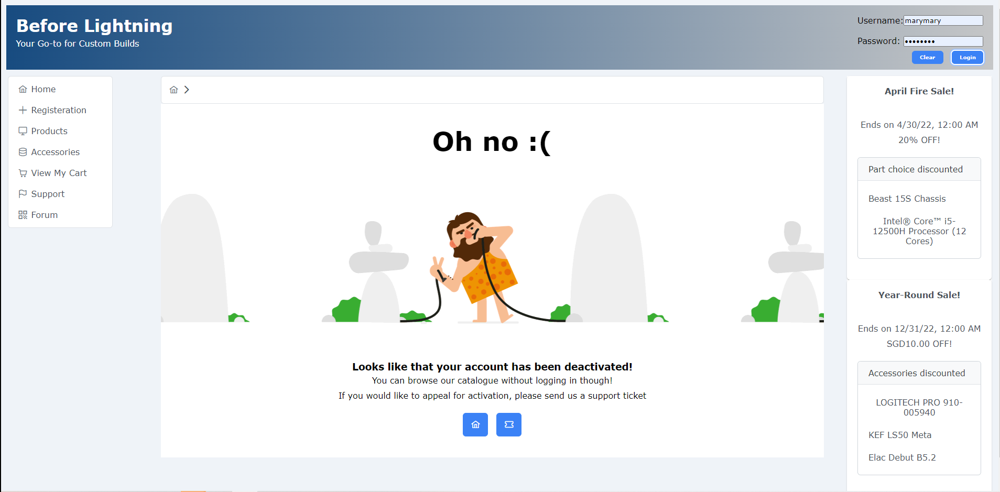 Before Lightning
Your Go-to for Custom Builds
Username:
marymary
Password:
Clear
Login
Home
Registeration
Products
Accessories
View My Cart
Support
Forum
Oh no :(
Looks like that your account has been deactivated!
You can browse our catalogue without logging in though!
If you would like to appeal for activation, please send us a support ticket
April Fire Sale!
Ends on 4/30/22, 12:00 AM
20% OFF!
Part choice discounted
Beast 15S Chassis
Intel® Core™ i5-
12500H Processor (12
Cores)
Year-Round Sale!
Ends on 12/31/22, 12:00 AM
SGD10.00 OFF!
Accessories discounted
LOGITECH PRO 910-
005940
KEF LS50 Meta
Elac Debut B5.2